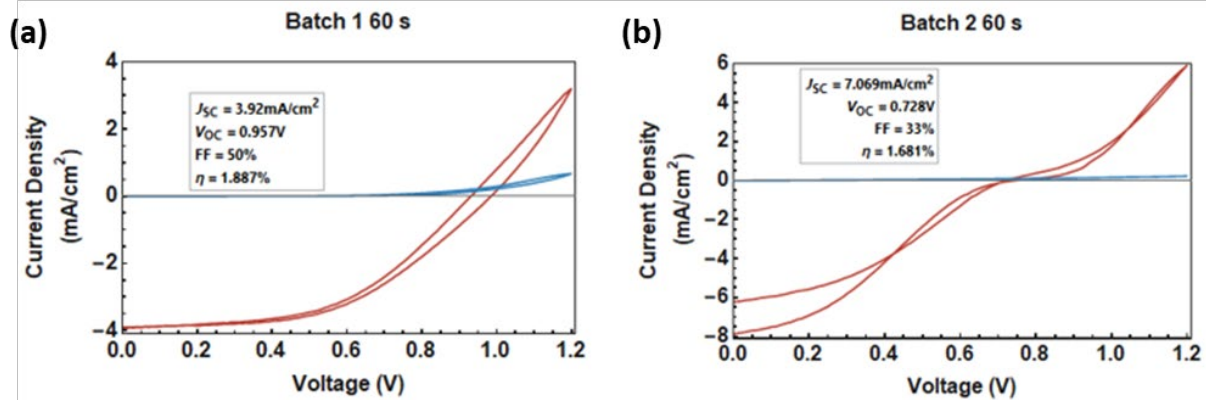 (a)
Batch 1 60 s
J_SC = 3.92mA/cm²
V_OC = 0.957V
FF = 50%
η = 1.887%
Current Density
(mA/cm²)
4
2
0
−2
−4
0.0 0.2 0.4 0.6 0.8 1.0 1.2
Voltage (V)
(b)
Batch 2 60 s
J_SC = 7.069mA/cm²
V_OC = 0.728V
FF = 33%
η = 1.681%
Current Density
(mA/cm²)
6
4
2
0
−2
−4
−6
−8
0.0 0.2 0.4 0.6 0.8 1.0 1.2
Voltage (V)